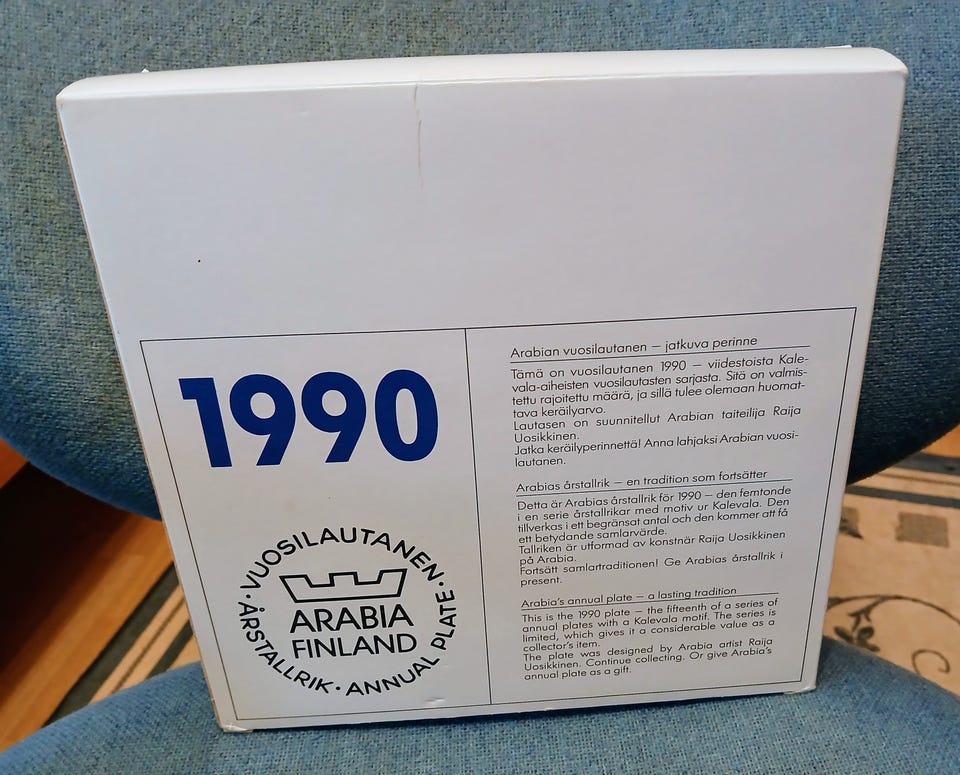 1990
VUOSILAUTANEN · ÅRSTALLRIK · ANNUAL PLATE ·
ARABIA
FINLAND
Arabian vuosilautanen – jatkuva perinne
Tämä on vuosilautanen 1990 – viidestoista Kale-
vala-aiheisten vuosilautasten sarjasta. Sitä on valmis-
tettu rajoitettu määrä, ja sillä tulee olemaan huomat-
tava keräilyarvo.
Lautasen on suunnitellut Arabian taiteilija Raija
Uosikkinen.
Jatka keräilyperinnettä! Anna lahjaksi Arabian vuosi-
lautanen.
Arabias årstallrik – en tradition som fortsätter
Detta är Arabias årstallrik för 1990 – den femtonde
i en serie årstallrikar med motiv ur Kalevala. Den
tillverkas i ett begränsat antal och den kommer att få
ett betydande samlarvärde.
Tallriken är utformad av konstnär Raija Uosikkinen
på Arabia.
Fortsätt samlartraditionen! Ge Arabias årstallrik i
present.
Arabia's annual plate – a lasting tradition
This is the 1990 plate – the fifteenth of a series of
annual plates with a Kalevala motif. The series is
limited, which gives it a considerable value as a
collector's item.
The plate was designed by Arabia artist Raija
Uosikkinen. Continue collecting. Or give Arabia's
annual plate as a gift.